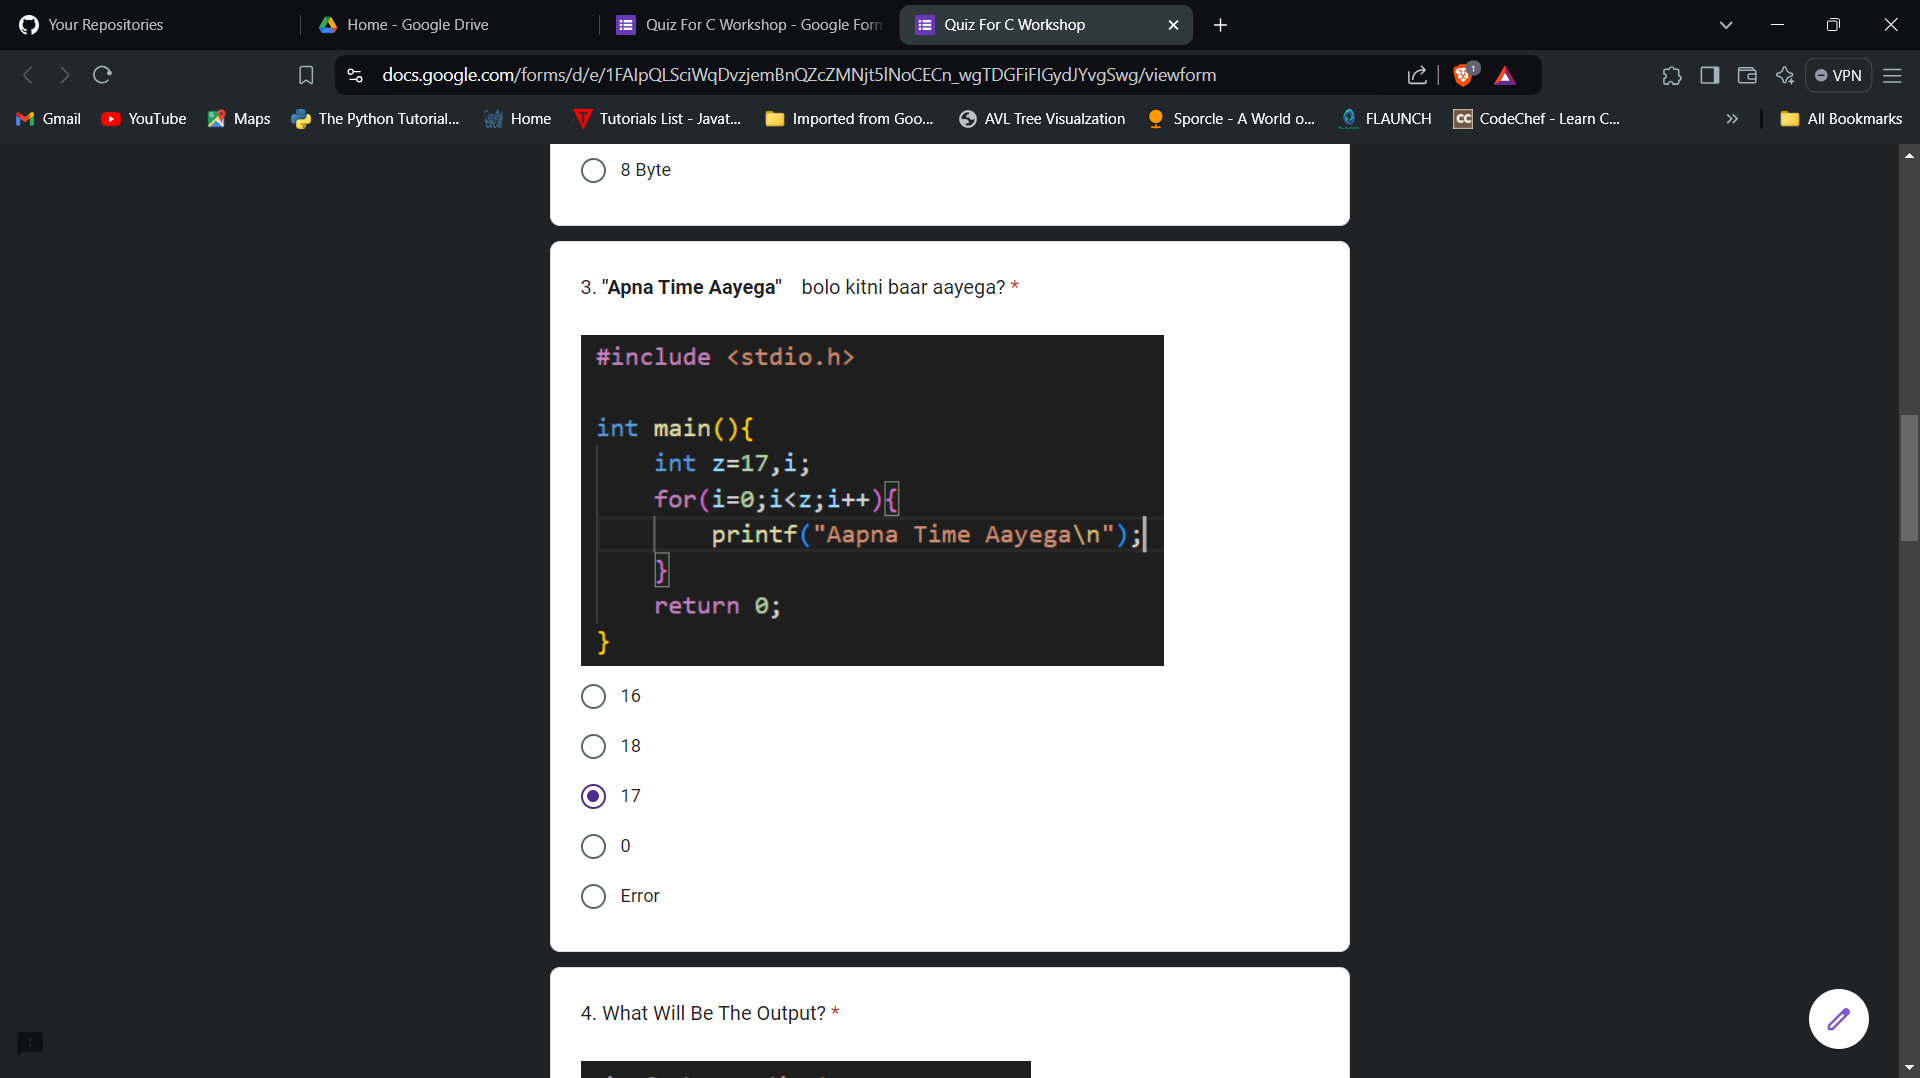 Your Repositories
Home - Google Drive
Quiz For C Workshop - Google Form
Quiz For C Workshop
docs.google.com/forms/d/e/1FAIpQLSciWqDvzjemBnQZcZMNjt5lNoCECn_wgTDGFiFIGydJYvgSwg/viewform
1
VPN
Gmail
YouTube
Maps
The Python Tutorial...
Home
Tutorials List - Javat...
Imported from Goo...
AVL Tree Visualzation
Sporcle - A World o...
FLAUNCH
CC
CodeChef - Learn C...
All Bookmarks
8 Byte
3. "Apna Time Aayega" bolo kitni baar aayega? *
#include <stdio.h>
int main(){
int z=17,i;
for(i=0;i<z;i++){
printf("Aapna Time Aayega\n");
}
return 0;
}
16
18
17
0
Error
4. What Will Be The Output? *